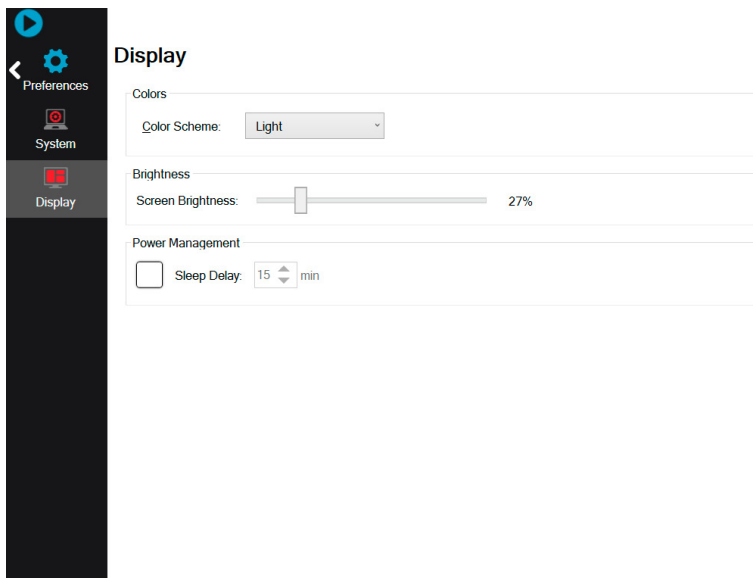 Preferences
System
Display
Display
Colors
Color Scheme: Light
Brightness
Screen Brightness: 27%
Power Management
Sleep Delay: 15 min